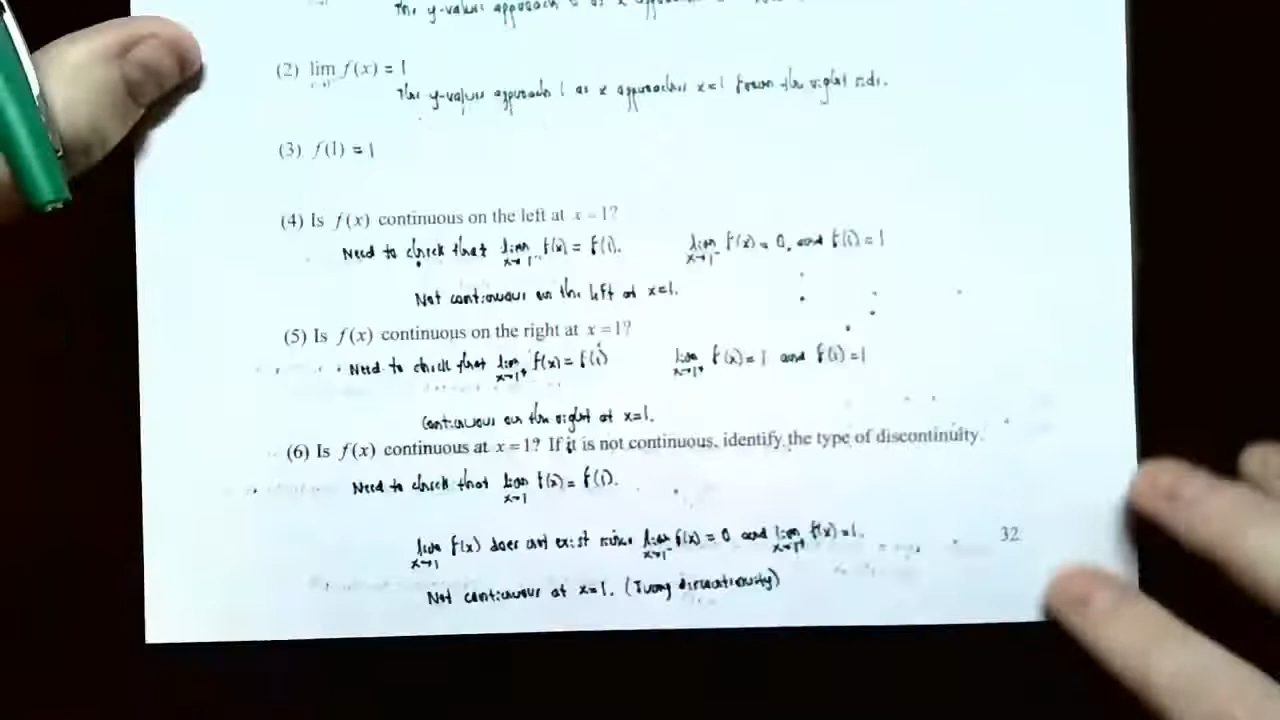 The y-values approach as x
(2) lim f(x) = 1
The y-values approach 1 as x approaches x=1 from the right side.
(3) f(1) = 1
(4) Is f(x) continuous on the left at x = 1?
Need to check that lim x→1⁻ f(x) = f(1). lim x→1⁻ f(x) = 0, and f(1) = 1
Not continuous on the left at x=1.
(5) Is f(x) continuous on the right at x = 1?
Need to check that lim x→1⁺ f(x) = f(1) lim x→1⁺ f(x) = 1 and f(1) = 1
Continuous on the right at x=1.
(6) Is f(x) continuous at x = 1? If it is not continuous, identify the type of discontinuity.
Need to check that lim x→1 f(x) = f(1).
lim x→1 f(x) does not exist since lim x→1⁻ f(x) = 0 and lim x→1⁺ f(x) = 1.
32
Not continuous at x=1. (Jump discontinuity)